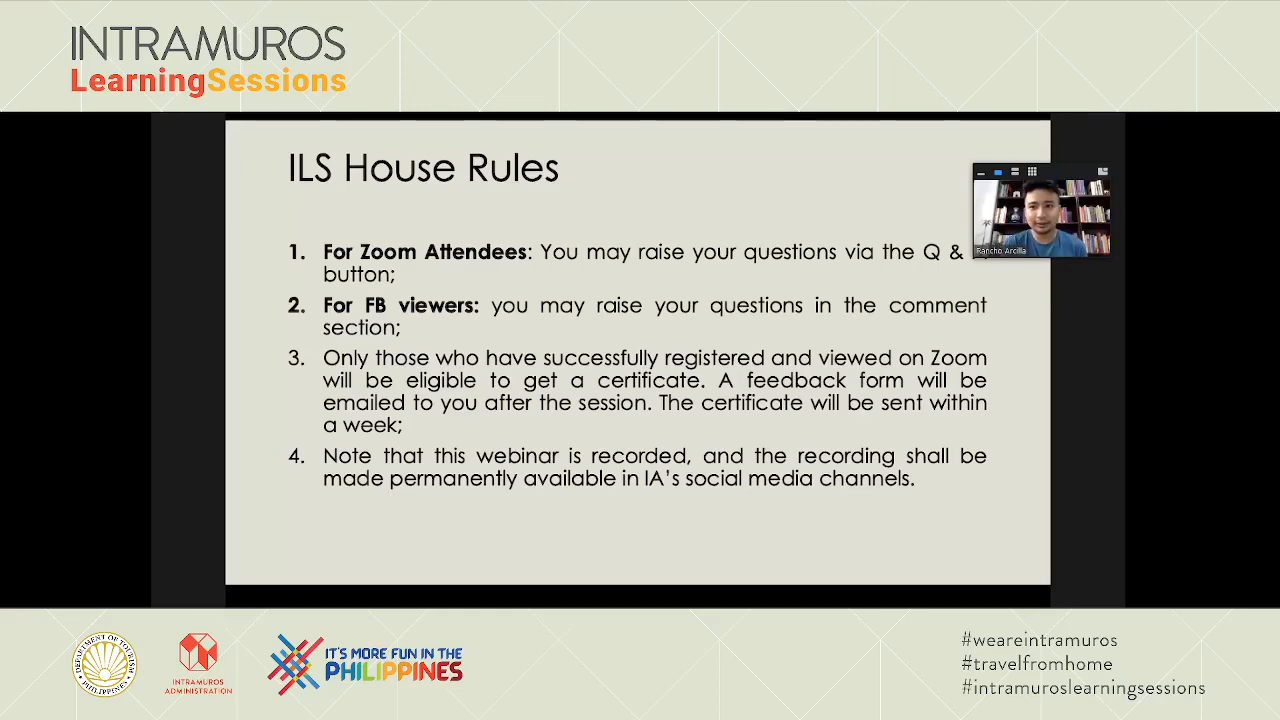 INTRAMUROS
LearningSessions
ILS House Rules
1. For Zoom Attendees: You may raise your questions via the Q &
button;
2. For FB viewers: you may raise your questions in the comment
section;
3. Only those who have successfully registered and viewed on Zoom
will be eligible to get a certificate. A feedback form will be
emailed to you after the session. The certificate will be sent within
a week;
4. Note that this webinar is recorded, and the recording shall be
made permanently available in IA's social media channels.
Rancho Arcilla
DEPARTMENT OF TOURISM
PHILIPPINES
INTRAMUROS
ADMINISTRATION
IT'S MORE FUN IN THE
PHILIPPINES
#weareintramuros
#travelfromhome
#intramuroslearningsessions